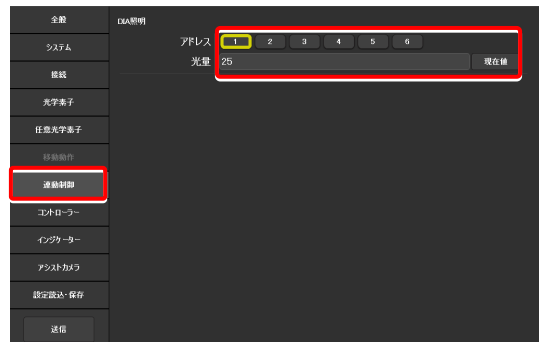 全般
システム
接続
光学素子
任意光学素子
移動動作
連動制御
コントローラー
インジケーター
アシストカメラ
設定読込・保存
送信
DIA照明
アドレス 1 2 3 4 5 6
光量 25 現在値